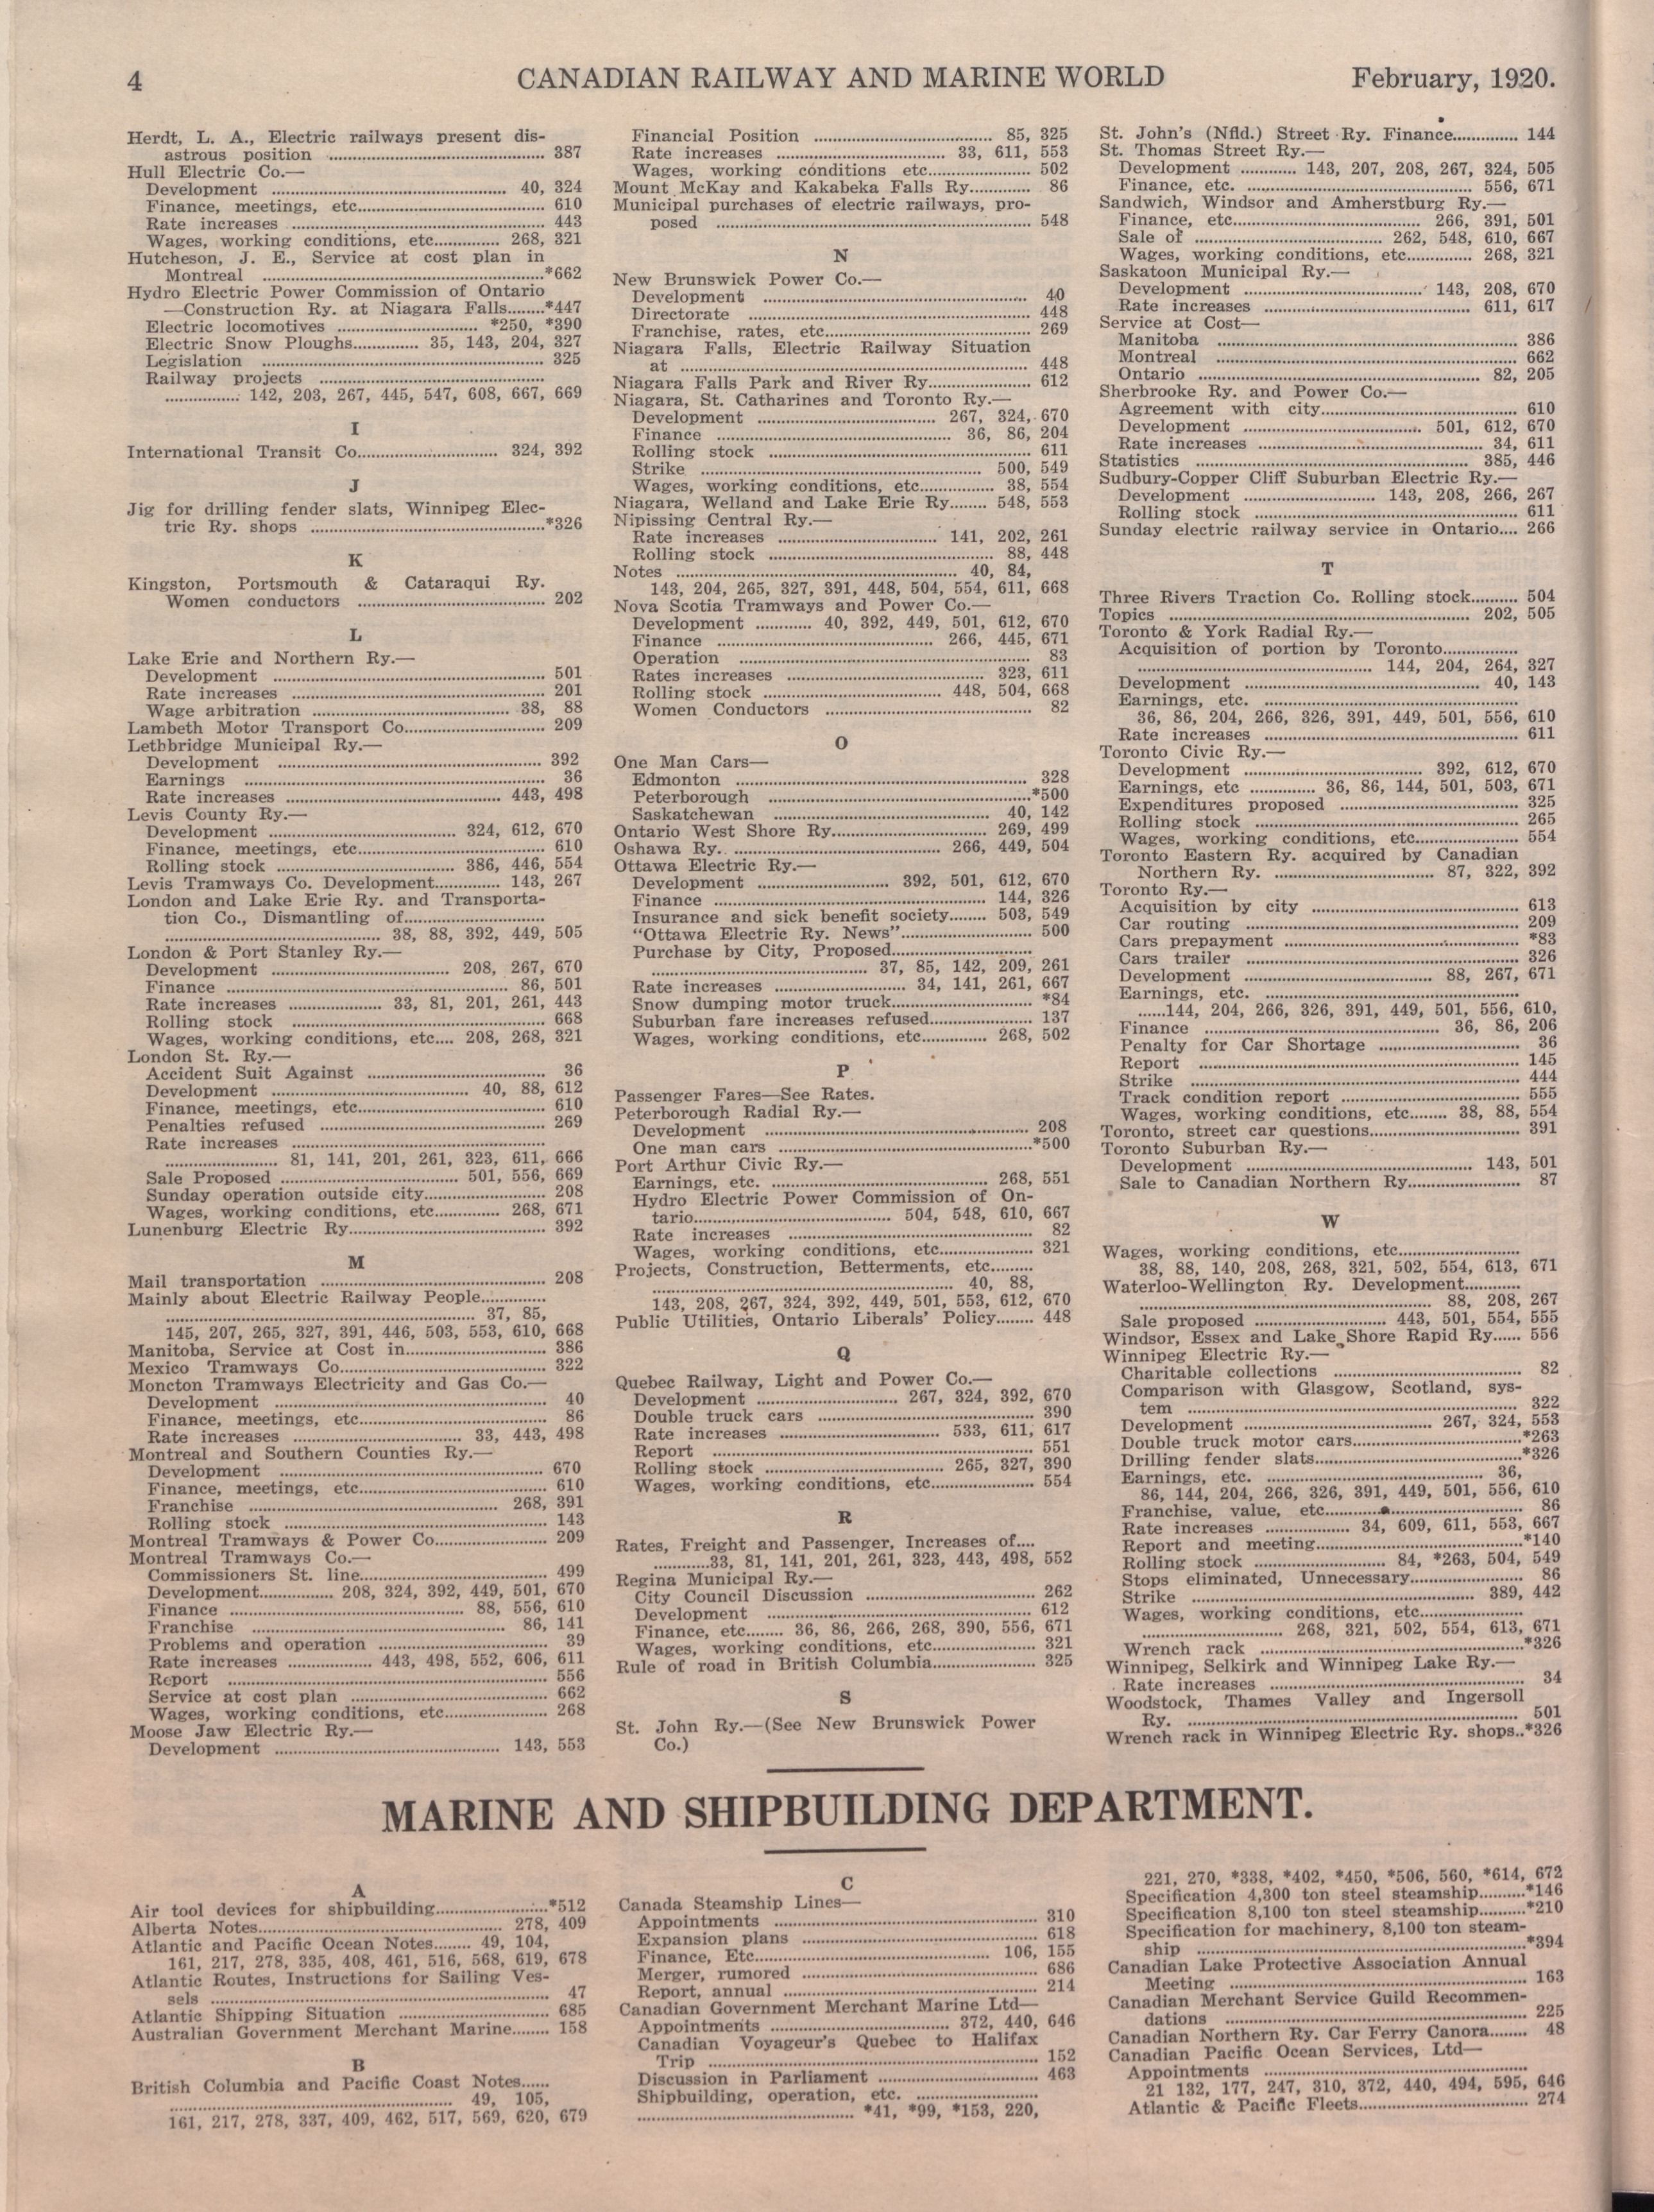 4
CANADIAN RAILWAY AND MARINE WORLD
February, 1920.
Herdt, L. A., Electric railways present dis-
astrous position ........ 387
Hull Electric Co.—
Development ........ 40, 324
Finance, meetings, etc........ 610
Rate increases ........ 443
Wages, working conditions, etc........ 268, 321
Hutcheson, J. E., Service at cost plan in
Montreal ........*662
Hydro Electric Power Commission of Ontario
—Construction Ry. at Niagara Falls........*447
Electric locomotives ........ *250, *390
Electric Snow Ploughs........ 35, 143, 204, 327
Legislation ........ 325
Railway projects ........
........ 142, 203, 267, 445, 547, 608, 667, 669
I
International Transit Co........ 324, 392
J
Jig for drilling fender slats, Winnipeg Elec-
tric Ry. shops ........*326
K
Kingston, Portsmouth & Cataraqui Ry.
Women conductors ........ 202
L
Lake Erie and Northern Ry.—
Development ........ 501
Rate increases ........ 201
Wage arbitration ........ 38, 88
Lambeth Motor Transport Co........ 209
Lethbridge Municipal Ry.—
Development ........ 392
Earnings ........ 36
Rate increases ........ 443, 498
Levis County Ry.—
Development ........ 324, 612, 670
Finance, meetings, etc........ 610
Rolling stock ........ 386, 446, 554
Levis Tramways Co. Development........ 143, 267
London and Lake Erie Ry. and Transporta-
tion Co., Dismantling of........
........ 38, 88, 392, 449, 505
London & Port Stanley Ry.—
Development ........ 208, 267, 670
Finance ........ 86, 501
Rate increases ........ 33, 81, 201, 261, 443
Rolling stock ........ 668
Wages, working conditions, etc.... 208, 268, 321
London St. Ry.—
Accident Suit Against ........ 36
Development ........ 40, 88, 612
Finance, meetings, etc........ 610
Penalties refused ........ 269
Rate increases ........
........ 81, 141, 201, 261, 323, 611, 666
Sale Proposed ........ 501, 556, 669
Sunday operation outside city........ 208
Wages, working conditions, etc........ 268, 671
Lunenburg Electric Ry........ 392
M
Mail transportation ........ 208
Mainly about Electric Railway People........
........ 37, 85,
145, 207, 265, 327, 391, 446, 503, 553, 610, 668
Manitoba, Service at Cost in........ 386
Mexico Tramways Co........ 322
Moncton Tramways Electricity and Gas Co.—
Development ........ 40
Finance, meetings, etc........ 86
Rate increases ........ 33, 443, 498
Montreal and Southern Counties Ry.—
Development ........ 670
Finance, meetings, etc........ 610
Franchise ........ 268, 391
Rolling stock ........ 143
Montreal Tramways & Power Co........ 209
Montreal Tramways Co.—
Commissioners St. line........ 499
Development........ 208, 324, 392, 449, 501, 670
Finance ........ 88, 556, 610
Franchise ........ 86, 141
Problems and operation ........ 39
Rate increases ........ 443, 498, 552, 606, 611
Report ........ 556
Service at cost plan ........ 662
Wages, working conditions, etc........ 268
Moose Jaw Electric Ry.—
Development ........ 143, 553
Financial Position ........ 85, 325
Rate increases ........ 33, 611, 553
Wages, working conditions etc........ 502
Mount McKay and Kakabeka Falls Ry........ 86
Municipal purchases of electric railways, pro-
posed ........ 548
N
New Brunswick Power Co.—
Development ........ 40
Directorate ........ 448
Franchise, rates, etc........ 269
Niagara Falls, Electric Railway Situation
at ........ 448
Niagara Falls Park and River Ry........ 612
Niagara, St. Catharines and Toronto Ry.—
Development ........ 267, 324, 670
Finance ........ 36, 86, 204
Rolling stock ........ 611
Strike ........ 500, 549
Wages, working conditions, etc........ 38, 554
Niagara, Welland and Lake Erie Ry........ 548, 553
Nipissing Central Ry.—
Rate increases ........ 141, 202, 261
Rolling stock ........ 88, 448
Notes ........ 40, 84,
143, 204, 265, 327, 391, 448, 504, 554, 611, 668
Nova Scotia Tramways and Power Co.—
Development ........ 40, 392, 449, 501, 612, 670
Finance ........ 266, 445, 671
Operation ........ 83
Rates increases ........ 323, 611
Rolling stock ........ 448, 504, 668
Women Conductors ........ 82
O
One Man Cars—
Edmonton ........ 328
Peterborough ........*500
Saskatchewan ........ 40, 142
Ontario West Shore Ry........ 269, 499
Oshawa Ry. ........ 266, 449, 504
Ottawa Electric Ry.—
Development ........ 392, 501, 612, 670
Finance ........ 144, 326
Insurance and sick benefit society........ 503, 549
"Ottawa Electric Ry. News"........ 500
Purchase by City, Proposed........
........ 37, 85, 142, 209, 261
Rate increases ........ 34, 141, 261, 667
Snow dumping motor truck........ *84
Suburban fare increases refused........ 137
Wages, working conditions, etc........ 268, 502
P
Passenger Fares—See Rates.
Peterborough Radial Ry.—
Development ........ 208
One man cars ........*500
Port Arthur Civic Ry.—
Earnings, etc. ........ 268, 551
Hydro Electric Power Commission of On-
tario........ 504, 548, 610, 667
Rate increases ........ 82
Wages, working conditions, etc........ 321
Projects, Construction, Betterments, etc........
........ 40, 88,
143, 208, 267, 324, 392, 449, 501, 553, 612, 670
Public Utilities, Ontario Liberals' Policy........ 448
Q
Quebec Railway, Light and Power Co.—
Development ........ 267, 324, 392, 670
Double truck cars ........ 390
Rate increases ........ 533, 611, 617
Report ........ 551
Rolling stock ........ 265, 327, 390
Wages, working conditions, etc........ 554
R
Rates, Freight and Passenger, Increases of....
........33, 81, 141, 201, 261, 323, 443, 498, 552
Regina Municipal Ry.—
City Council Discussion ........ 262
Development ........ 612
Finance, etc........ 36, 86, 266, 268, 390, 556, 671
Wages, working conditions, etc........ 321
Rule of road in British Columbia........ 325
S
St. John Ry.—(See New Brunswick Power
Co.)
St. John's (Nfld.) Street Ry. Finance........ 144
St. Thomas Street Ry.—
Development ........ 143, 207, 208, 267, 324, 505
Finance, etc. ........ 556, 671
Sandwich, Windsor and Amherstburg Ry.—
Finance, etc........ 266, 391, 501
Sale of ........ 262, 548, 610, 667
Wages, working conditions, etc........ 268, 321
Saskatoon Municipal Ry.—
Development ........ 143, 208, 670
Rate increases ........ 611, 617
Service at Cost—
Manitoba ........ 386
Montreal ........ 662
Ontario ........ 82, 205
Sherbrooke Ry. and Power Co.—
Agreement with city........ 610
Development ........ 501, 612, 670
Rate increases ........ 34, 611
Statistics ........ 385, 446
Sudbury-Copper Cliff Suburban Electric Ry.—
Development ........ 143, 208, 266, 267
Rolling stock ........ 611
Sunday electric railway service in Ontario.... 266
T
Three Rivers Traction Co. Rolling stock........ 504
Topics ........ 202, 505
Toronto & York Radial Ry.—
Acquisition of portion by Toronto........
........ 144, 204, 264, 327
Development ........ 40, 143
Earnings, etc. ........
36, 86, 204, 266, 326, 391, 449, 501, 556, 610
Rate increases ........ 611
Toronto Civic Ry.—
Development ........ 392, 612, 670
Earnings, etc ........ 36, 86, 144, 501, 503, 671
Expenditures proposed ........ 325
Rolling stock ........ 265
Wages, working conditions, etc........ 554
Toronto Eastern Ry. acquired by Canadian
Northern Ry. ........ 87, 322, 392
Toronto Ry.—
Acquisition by city ........ 613
Car routing ........ 209
Cars prepayment ........ *83
Cars trailer ........ 326
Development ........ 88, 267, 671
Earnings, etc. ........
......144, 204, 266, 326, 391, 449, 501, 556, 610,
Finance ........ 36, 86, 206
Penalty for Car Shortage ........ 36
Report ........ 145
Strike ........ 444
Track condition report ........ 555
Wages, working conditions, etc........ 38, 88, 554
Toronto, street car questions........ 391
Toronto Suburban Ry.—
Development ........ 143, 501
Sale to Canadian Northern Ry........ 87
W
Wages, working conditions, etc........
38, 88, 140, 208, 268, 321, 502, 554, 613, 671
Waterloo-Wellington Ry. Development........
........ 88, 208, 267
Sale proposed ........ 443, 501, 554, 555
Windsor, Essex and Lake Shore Rapid Ry...... 556
Winnipeg Electric Ry.—
Charitable collections ........ 82
Comparison with Glasgow, Scotland, sys-
tem ........ 322
Development ........ 267, 324, 553
Double truck motor cars........*263
Drilling fender slats........*326
Earnings, etc. ........ 36,
86, 144, 204, 266, 326, 391, 449, 501, 556, 610
Franchise, value, etc........ 86
Rate increases ........ 34, 609, 611, 553, 667
Report and meeting........*140
Rolling stock ........ 84, *263, 504, 549
Stops eliminated, Unnecessary........ 86
Strike ........ 389, 442
Wages, working conditions, etc........
........ 268, 321, 502, 554, 613, 671
Wrench rack ........*326
Winnipeg, Selkirk and Winnipeg Lake Ry.—
Rate increases ........ 34
Woodstock, Thames Valley and Ingersoll
Ry. ........ 501
Wrench rack in Winnipeg Electric Ry. shops..*326
MARINE AND SHIPBUILDING DEPARTMENT.
A
Air tool devices for shipbuilding........*512
Alberta Notes........ 278, 409
Atlantic and Pacific Ocean Notes........ 49, 104,
161, 217, 278, 335, 408, 461, 516, 568, 619, 678
Atlantic Routes, Instructions for Sailing Ves-
sels ........ 47
Atlantic Shipping Situation ........ 685
Australian Government Merchant Marine........ 158
B
British Columbia and Pacific Coast Notes......
........ 49, 105,
161, 217, 278, 337, 409, 462, 517, 569, 620, 679
C
Canada Steamship Lines—
Appointments ........ 310
Expansion plans ........ 618
Finance, Etc........ 106, 155
Merger, rumored ........ 686
Report, annual ........ 214
Canadian Government Merchant Marine Ltd—
Appointments ........ 372, 440, 646
Canadian Voyageur's Quebec to Halifax
Trip ........ 152
Discussion in Parliament ........ 463
Shipbuilding, operation, etc. ........
........ *41, *99, *153, 220,
221, 270, *338, *402, *450, *506, 560, *614, 672
Specification 4,300 ton steel steamship........*146
Specification 8,100 ton steel steamship........*210
Specification for machinery, 8,100 ton steam-
ship ........*394
Canadian Lake Protective Association Annual
Meeting ........ 163
Canadian Merchant Service Guild Recommen-
dations ........ 225
Canadian Northern Ry. Car Ferry Canora........ 48
Canadian Pacific Ocean Services, Ltd—
Appointments ........
21 132, 177, 247, 310, 372, 440, 494, 595, 646
Atlantic & Pacific Fleets........ 274